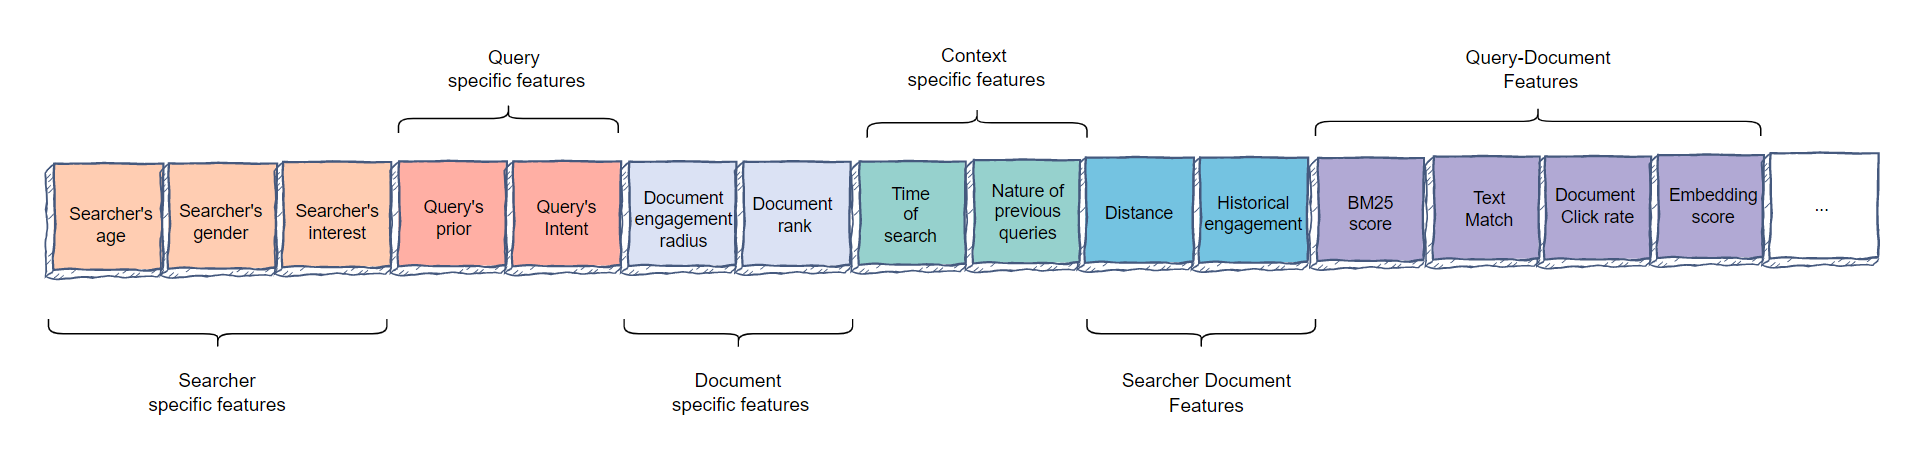 Query
specific features
Context
specific features
Query-Document
Features
Searcher's
age
Searcher's
gender
Searcher's
interest
Query's
prior
Query's
Intent
Document
engagement
radius
Document
rank
Time
of
search
Nature of
previous
queries
Distance
Historical
engagement
BM25
score
Text
Match
Document
Click rate
Embedding
score
...
Searcher
specific features
Document
specific features
Searcher Document
Features